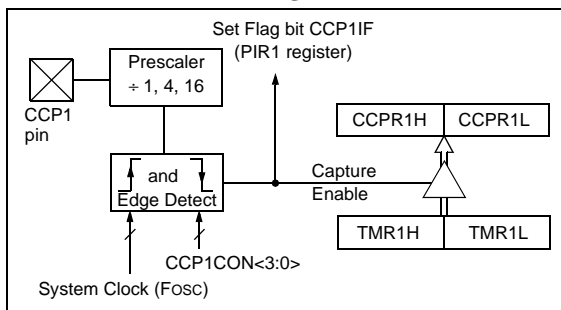 Set Flag bit CCP1IF
(PIR1 register)
Prescaler
÷ 1, 4, 16
CCP1
pin
CCPR1H
CCPR1L
and
Edge Detect
Capture
Enable
TMR1H
TMR1L
CCP1CON<3:0>
System Clock (FOSC)